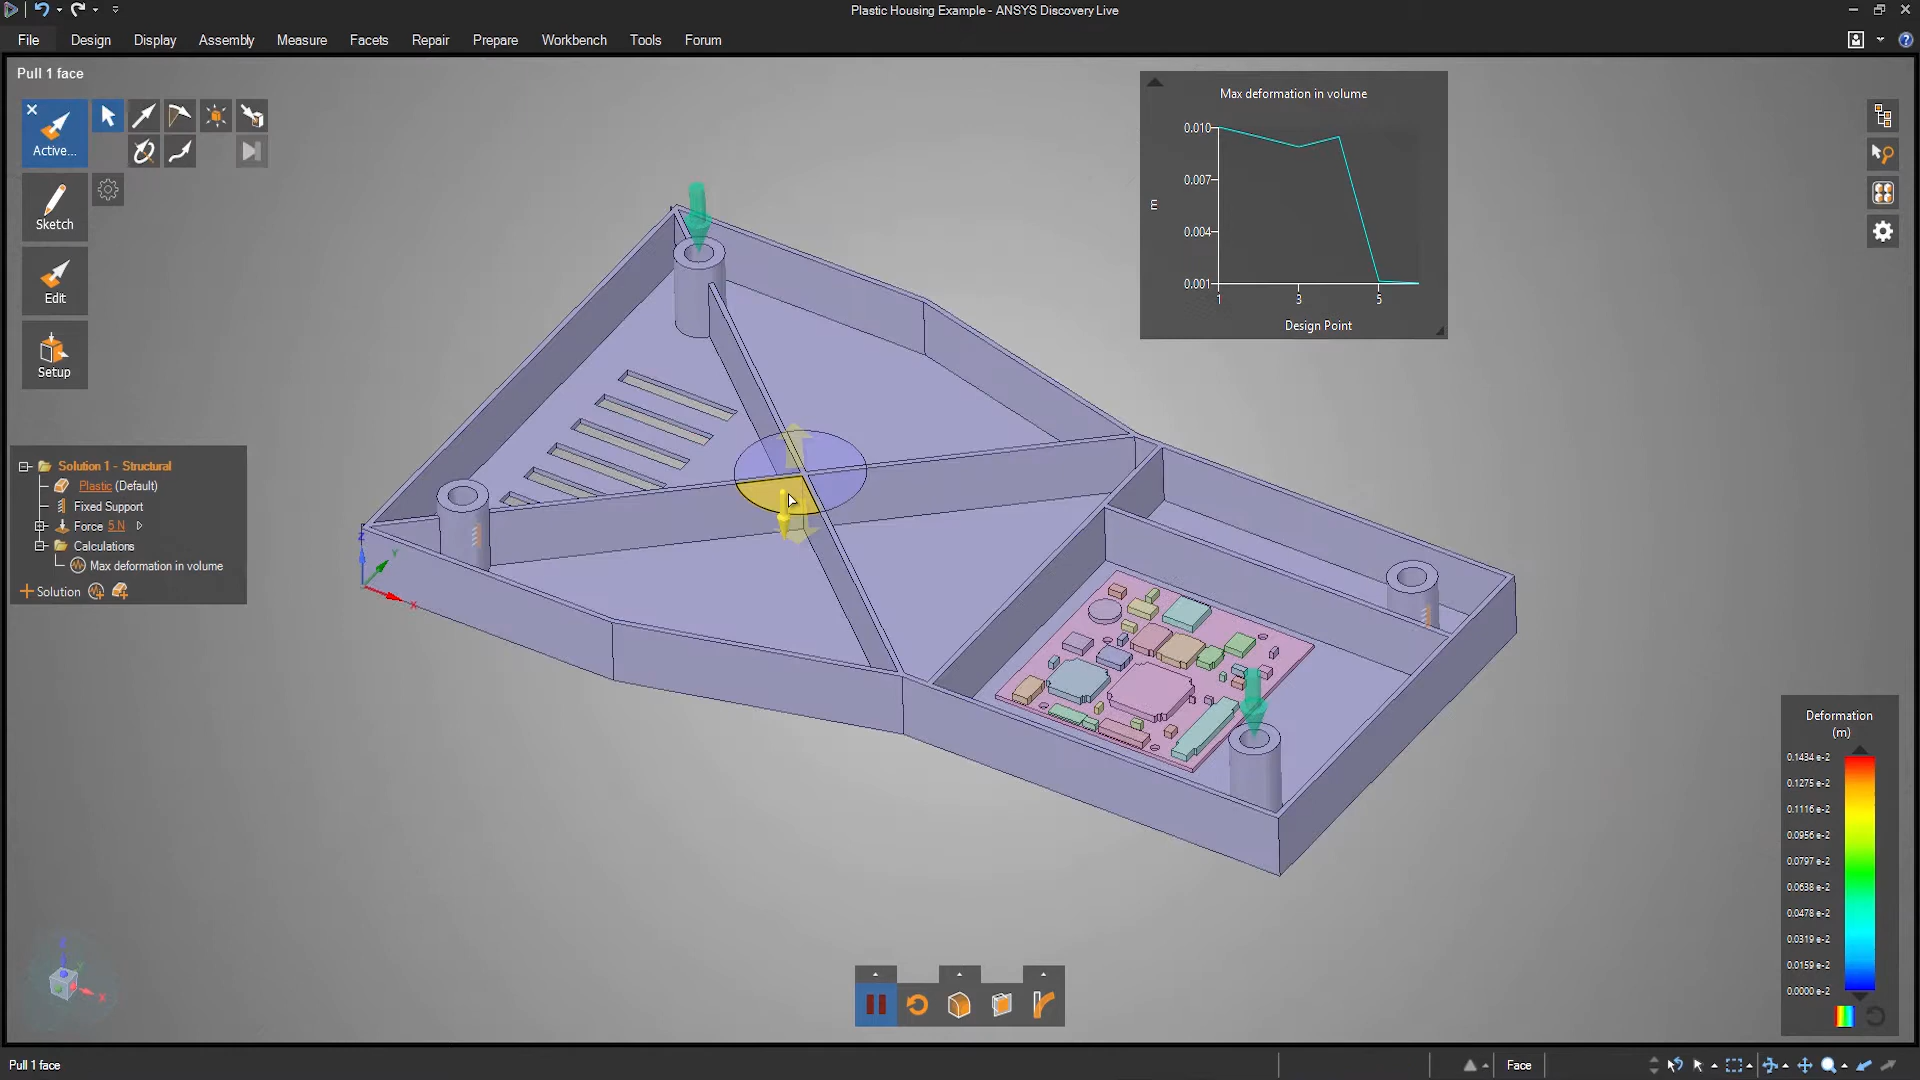 Plastic Housing Example - ANSYS Discovery Live
File Design Display Assembly Measure Facets Repair Prepare Workbench Tools Forum
Pull 1 face
Active...
Sketch
Edit
Setup
Solution 1 - Structural
Plastic (Default)
Fixed Support
Force 5 N
Calculations
Max deformation in volume
Solution
Z
Y
X
Max deformation in volume
0.010
0.007
m
0.004
0.001
1 3 5
Design Point
Deformation
(m)
0.1434 e-2
0.1275 e-2
0.1116 e-2
0.0956 e-2
0.0797 e-2
0.0638 e-2
0.0478 e-2
0.0319 e-2
0.0159 e-2
0.0000 e-2
X
Pull 1 face
Face